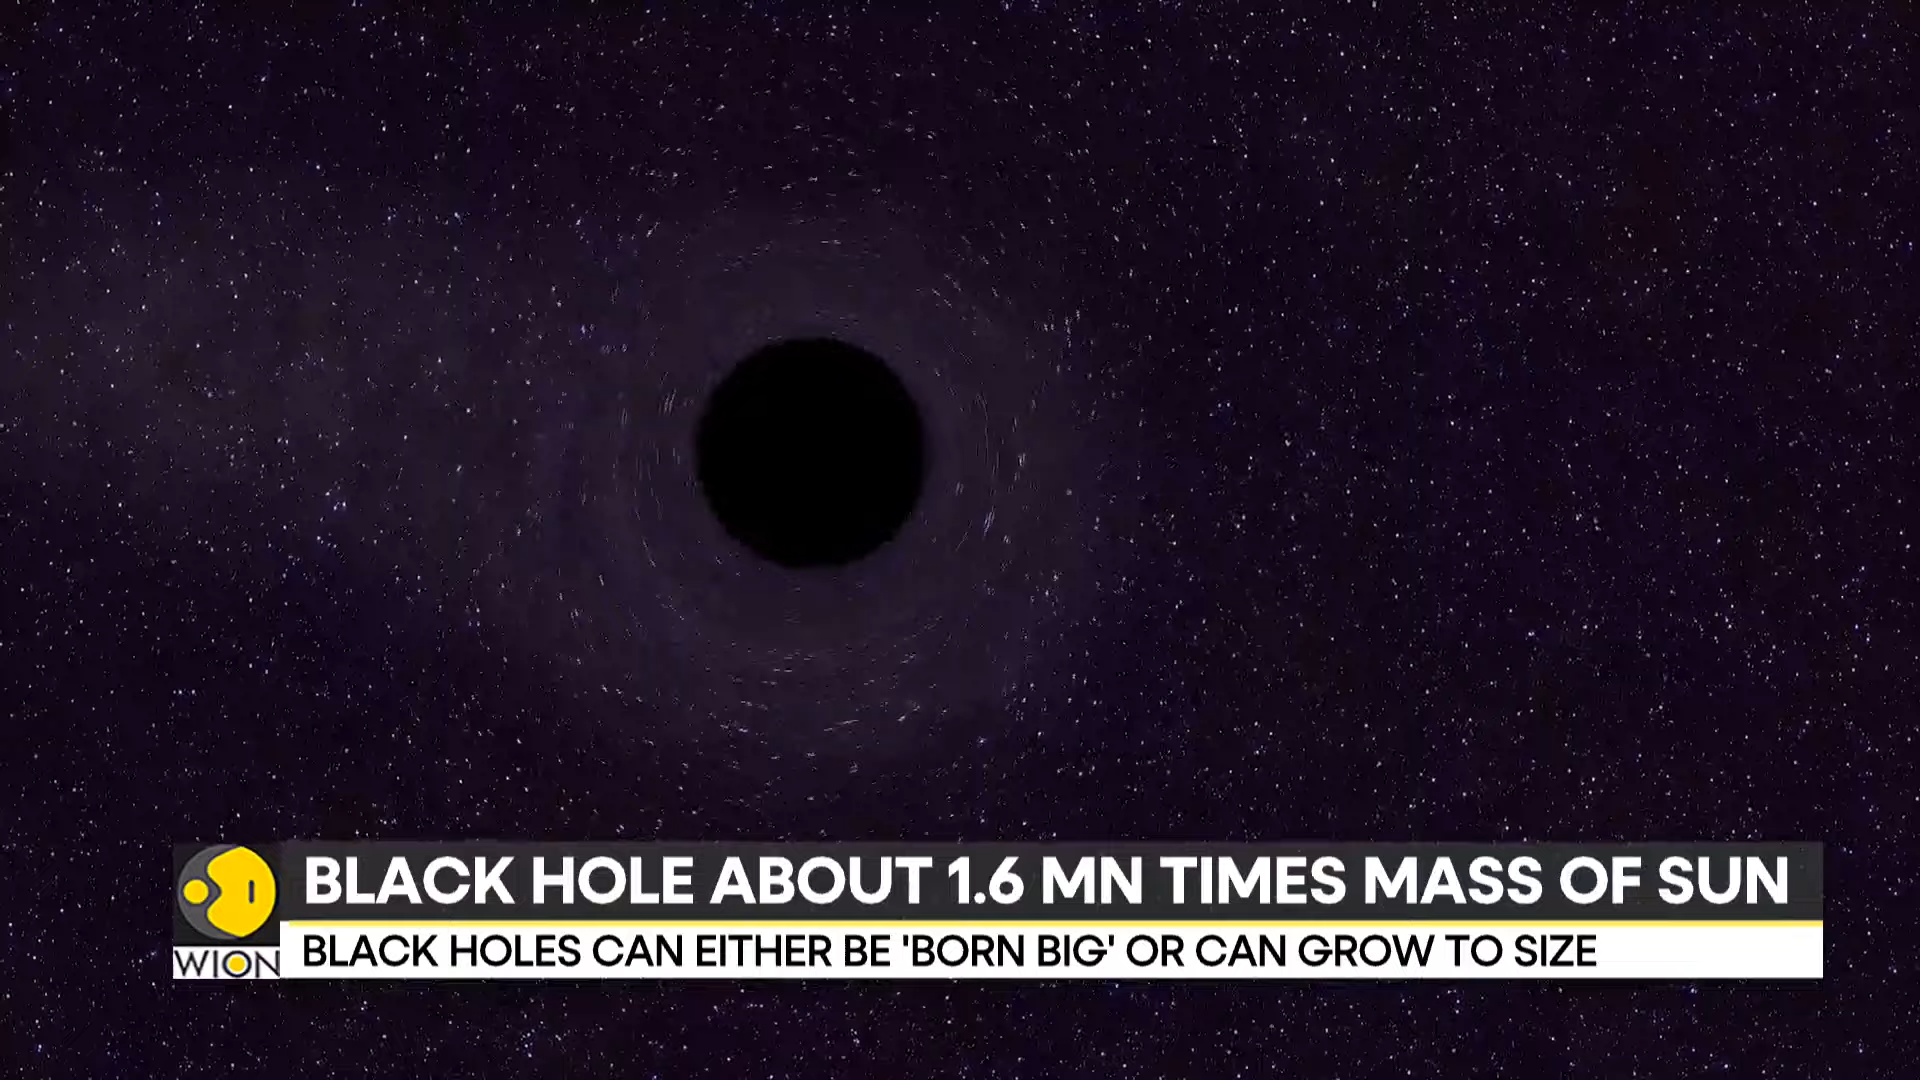 BLACK HOLE ABOUT 1.6 MN TIMES MASS OF SUN
BLACK HOLES CAN EITHER BE 'BORN BIG' OR CAN GROW TO SIZE
WION